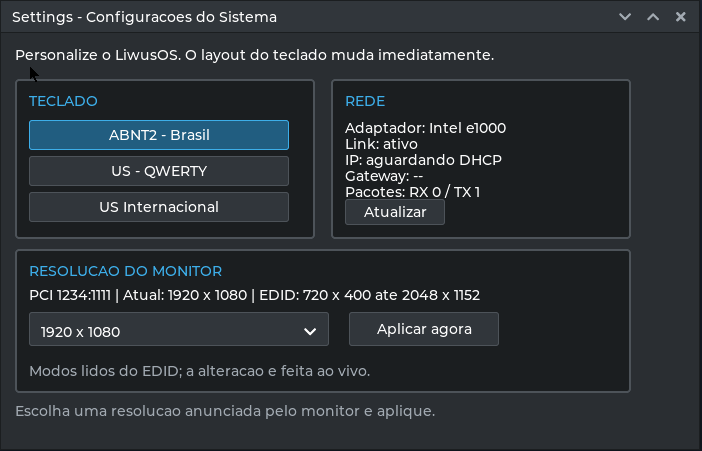 Settings - Configuracoes do Sistema
Personalize o LiwusOS. O layout do teclado muda imediatamente.
TECLADO
ABNT2 - Brasil
US - QWERTY
US Internacional
REDE
Adaptador: Intel e1000
Link: ativo
IP: aguardando DHCP
Gateway: --
Pacotes: RX 0 / TX 1
Atualizar
RESOLUCAO DO MONITOR
PCI 1234:1111 | Atual: 1920 x 1080 | EDID: 720 x 400 ate 2048 x 1152
1920 x 1080
Aplicar agora
Modos lidos do EDID; a alteracao e feita ao vivo.
Escolha uma resolucao anunciada pelo monitor e aplique.